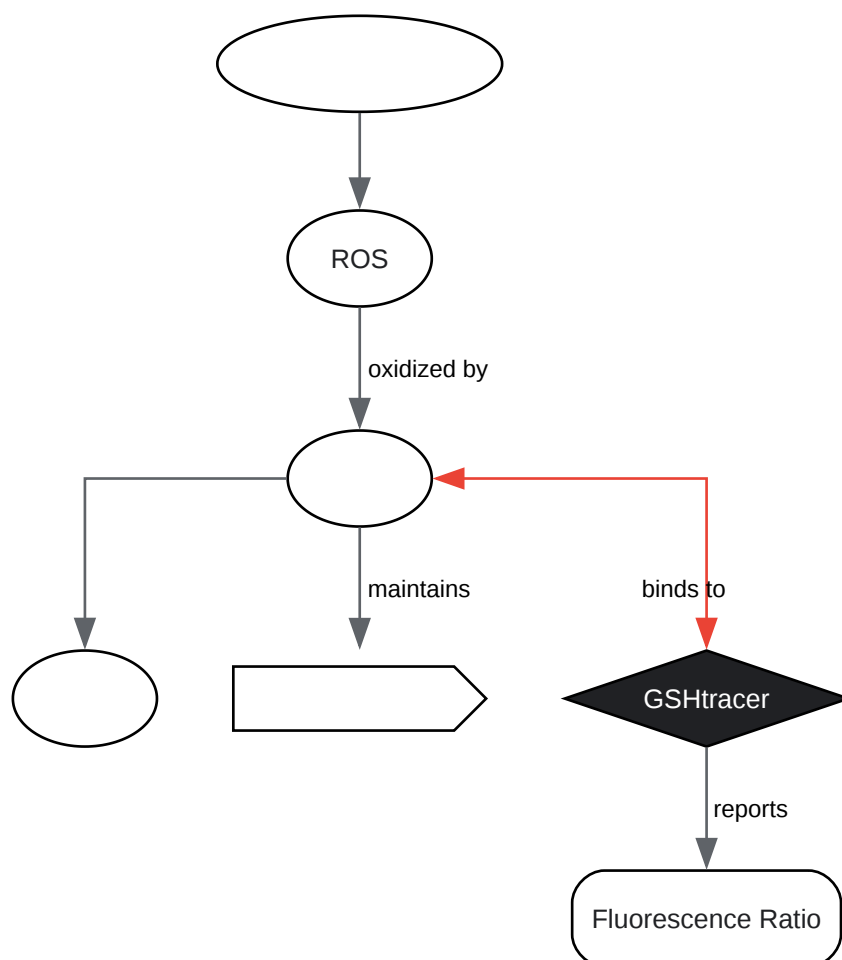 ROS
oxidized by
maintains
binds to
GSHtracer
reports
Fluorescence Ratio